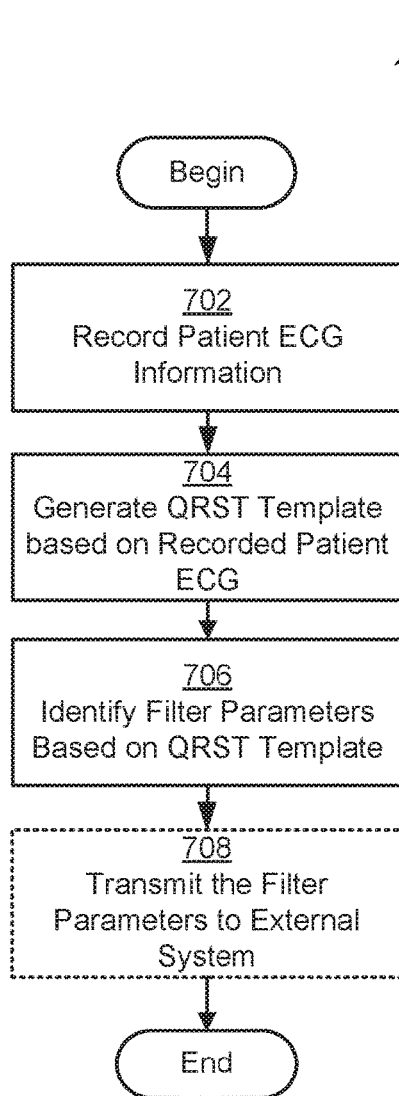 Begin
702
Record Patient ECG
Information
704
Generate QRST Template
based on Recorded Patient
ECG
706
Identify Filter Parameters
Based on QRST Template
708
Transmit the Filter
Parameters to External
System
End